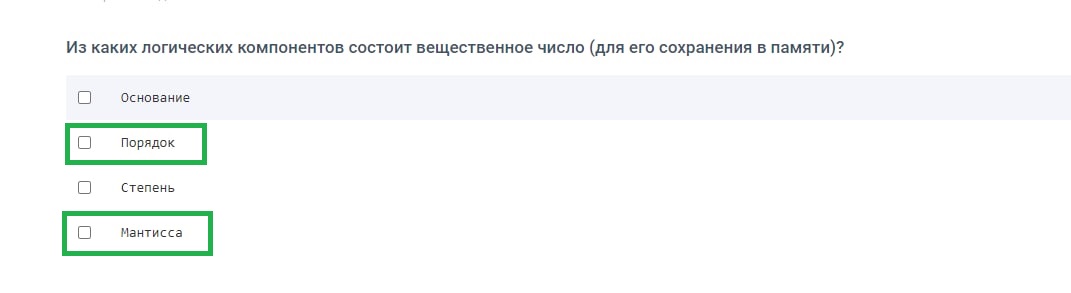 Из каких логических компонентов состоит вещественное число (для его сохранения в памяти)?
Основание
Порядок
Степень
Мантисса